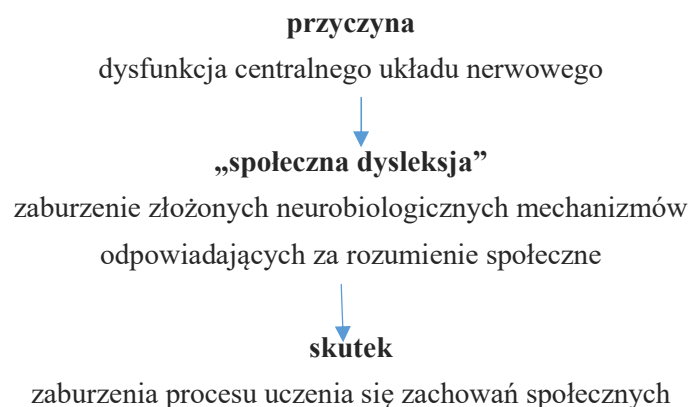 przyczyna
dysfunkcja centralnego układu nerwowego
„społeczna dysleksja”
zaburzenie złożonych neurobiologicznych mechanizmów
odpowiadających za rozumienie społeczne
skutek
zaburzenia procesu uczenia się zachowań społecznych